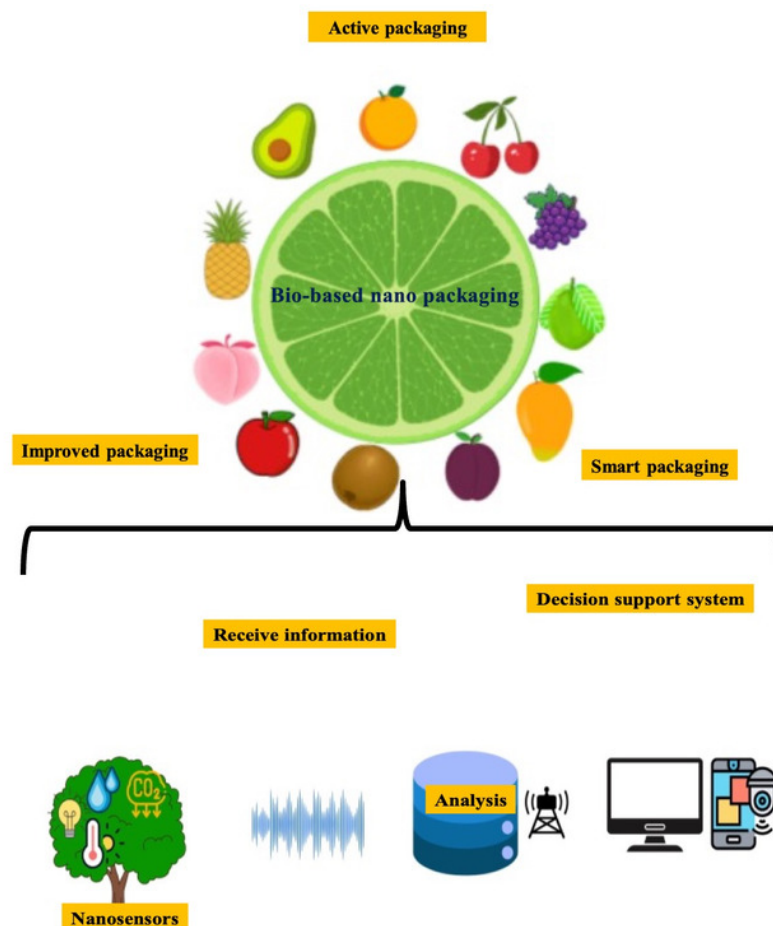 Active packaging
Bio-based nano packaging
Improved packaging
Smart packaging
Decision support system
Receive information
CO2
Analysis
Nanosensors